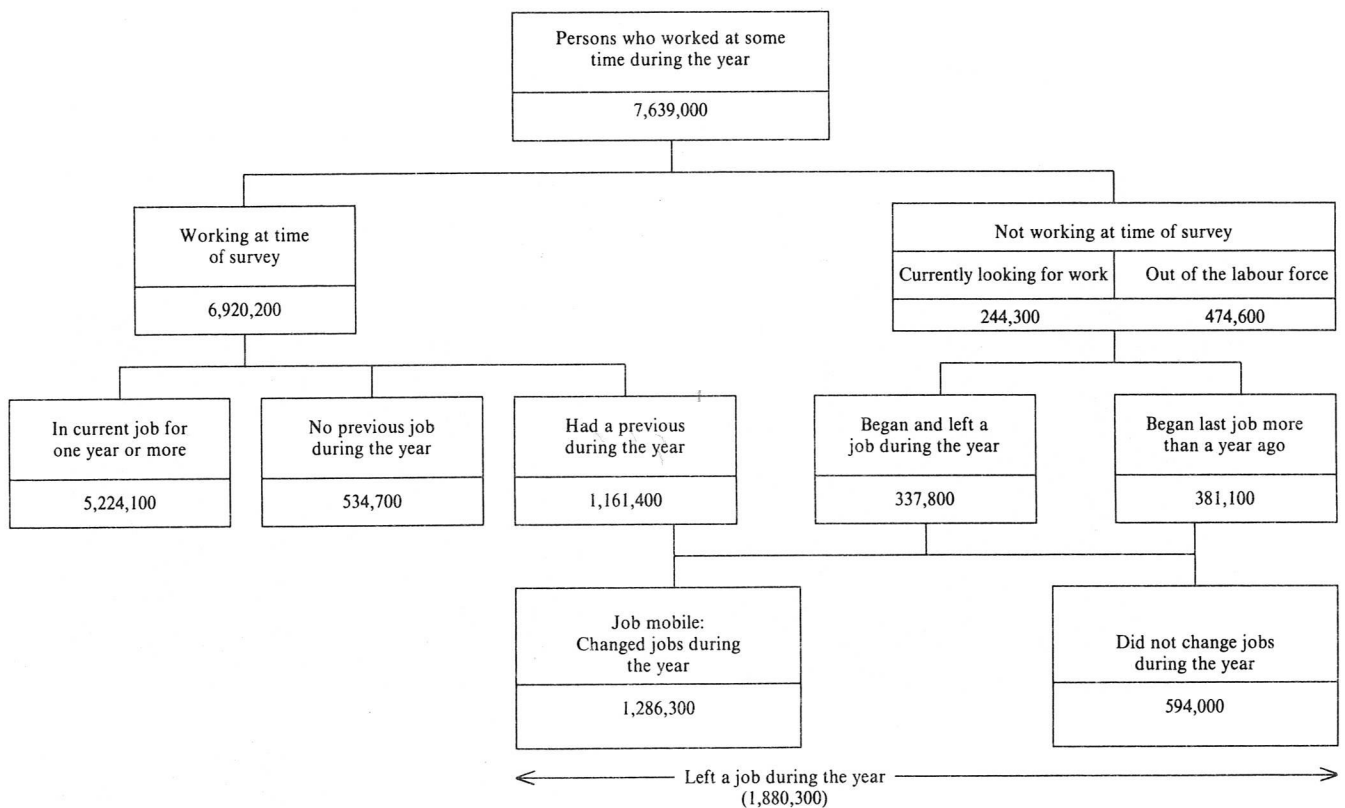 Persons who worked at some
time during the year
7,639,000
Working at time
of survey
6,920,200
Not working at time of survey
Currently looking for work
Out of the labour force
244,300
474,600
In current job for
one year or more
5,224,100
No previous job
during the year
534,700
Had a previous
during the year
1,161,400
Began and left a
job during the year
337,800
Began last job more
than a year ago
381,100
Job mobile:
Changed jobs during
the year
1,286,300
Did not change jobs
during the year
594,000
Left a job during the year
(1,880,300)